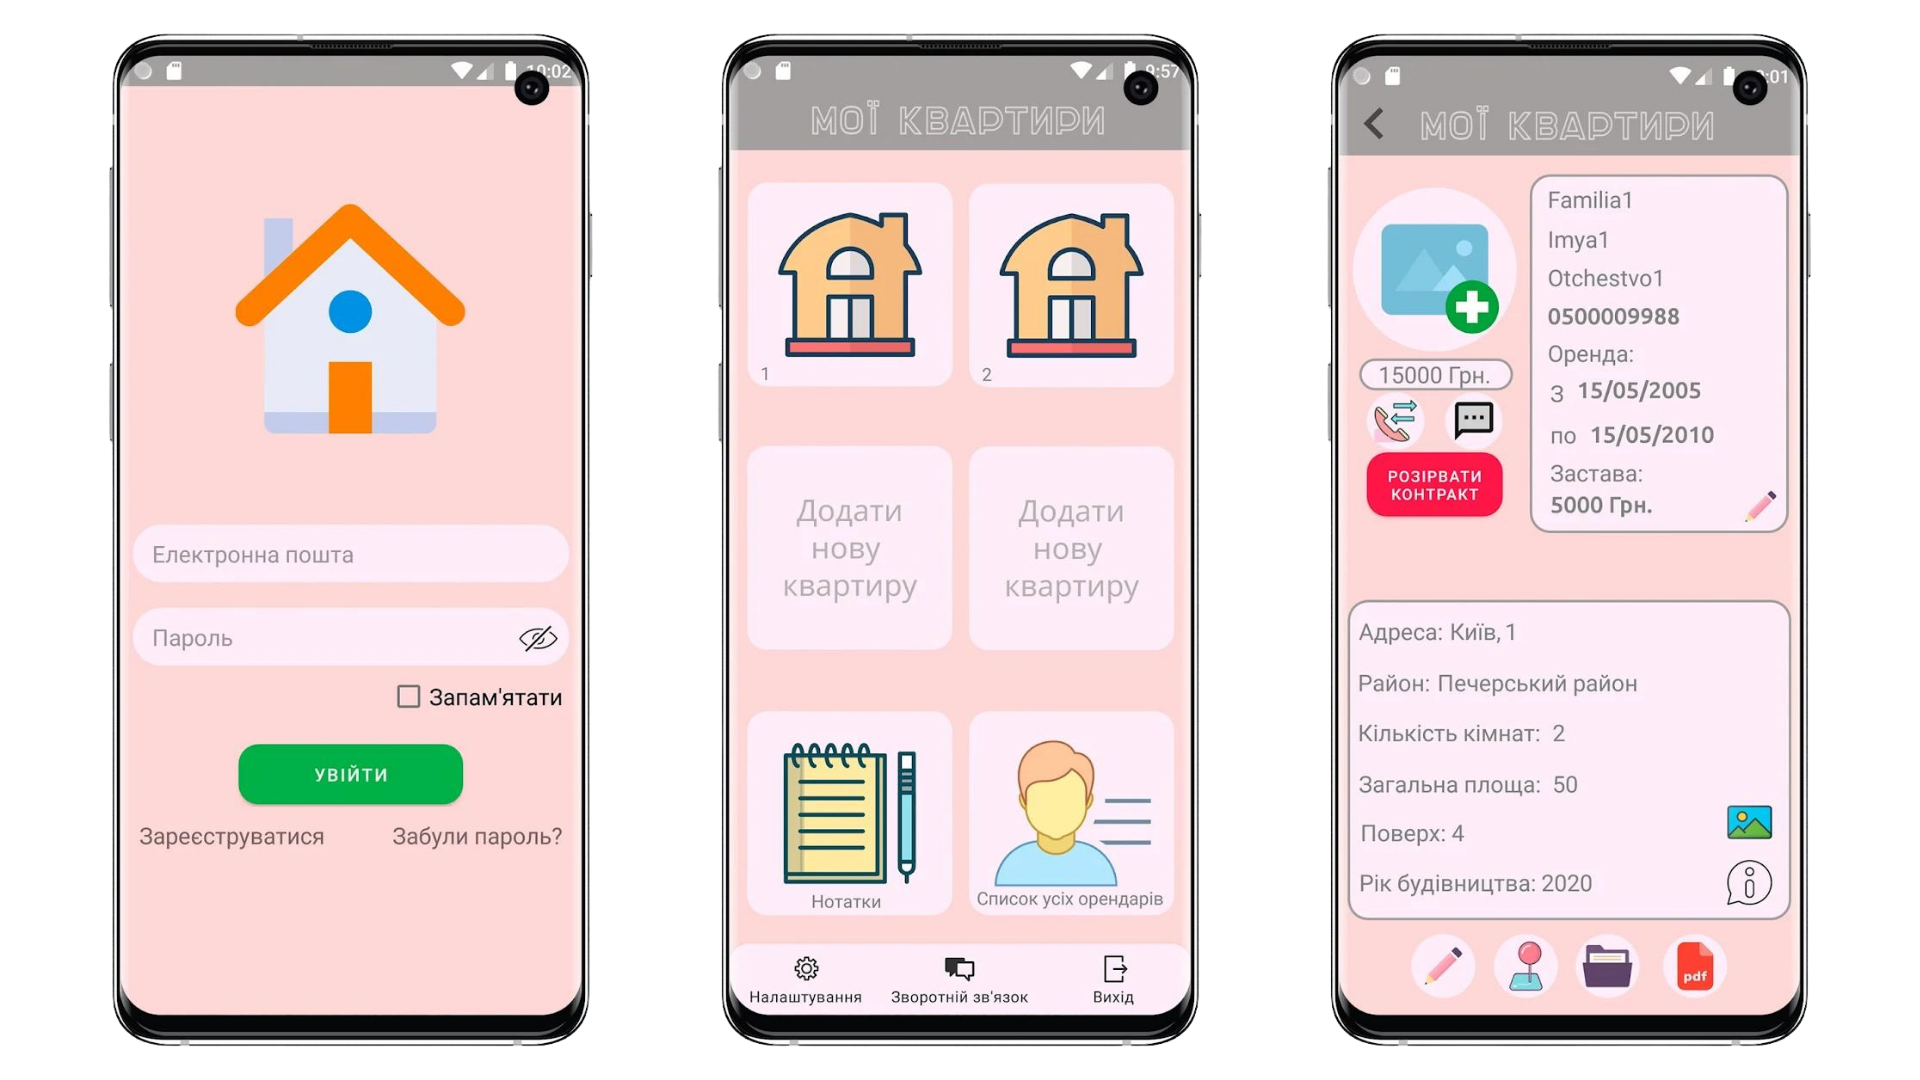 10:02
Електронна пошта
Пароль
Запам'ятати
УВІЙТИ
Зареєструватися
Забули пароль?
9:57
МОЇ КВАРТИРИ
1
2
Додати
нову
квартиру
Додати
нову
квартиру
Нотатки
Список усіх орендарів
Налаштування
Зворотній зв'язок
Вихід
:01
МОЇ КВАРТИРИ
Familia1
Imya1
Otchestvo1
0500009988
Оренда:
З 15/05/2005
по 15/05/2010
Застава:
5000 Грн.
15000 Грн.
РОЗІРВАТИ
КОНТРАКТ
Адреса: Київ, 1
Район: Печерський район
Кількість кімнат: 2
Загальна площа: 50
Поверх: 4
Рік будівництва: 2020
pdf